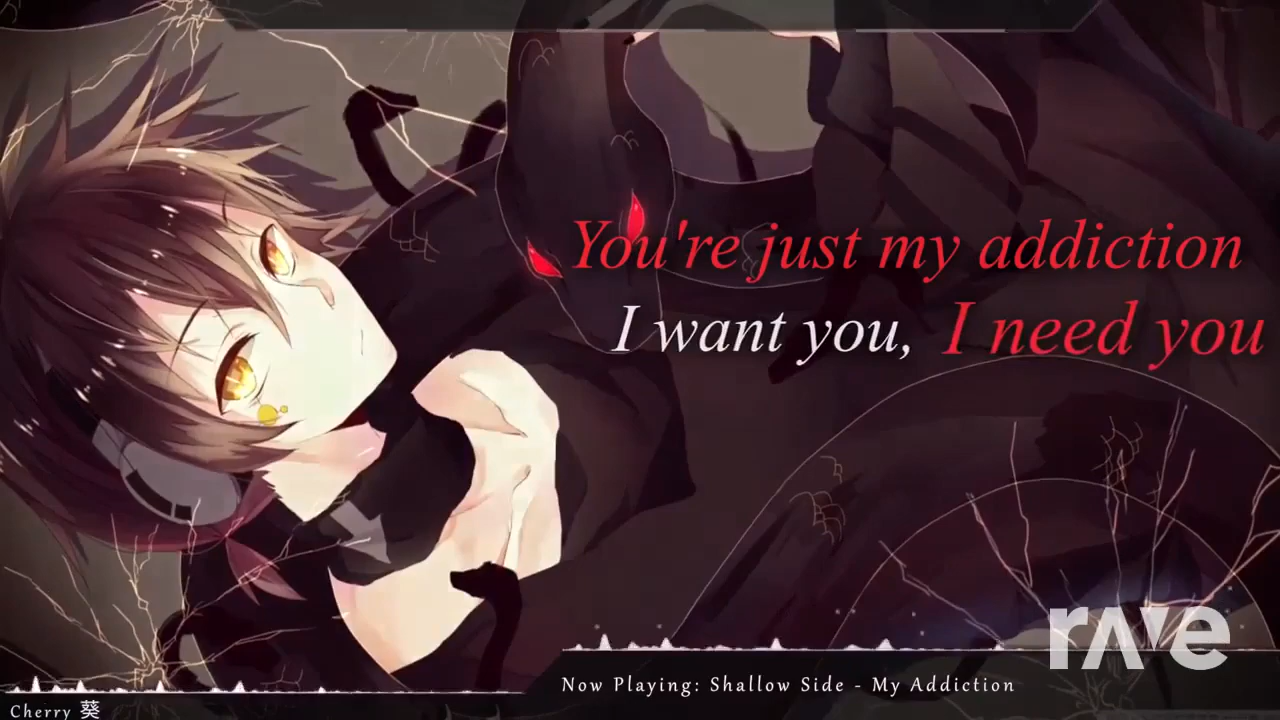 You're just my addiction
I want you, I need you
rave
Now Playing: Shallow Side - My Addiction
Cherry 葵